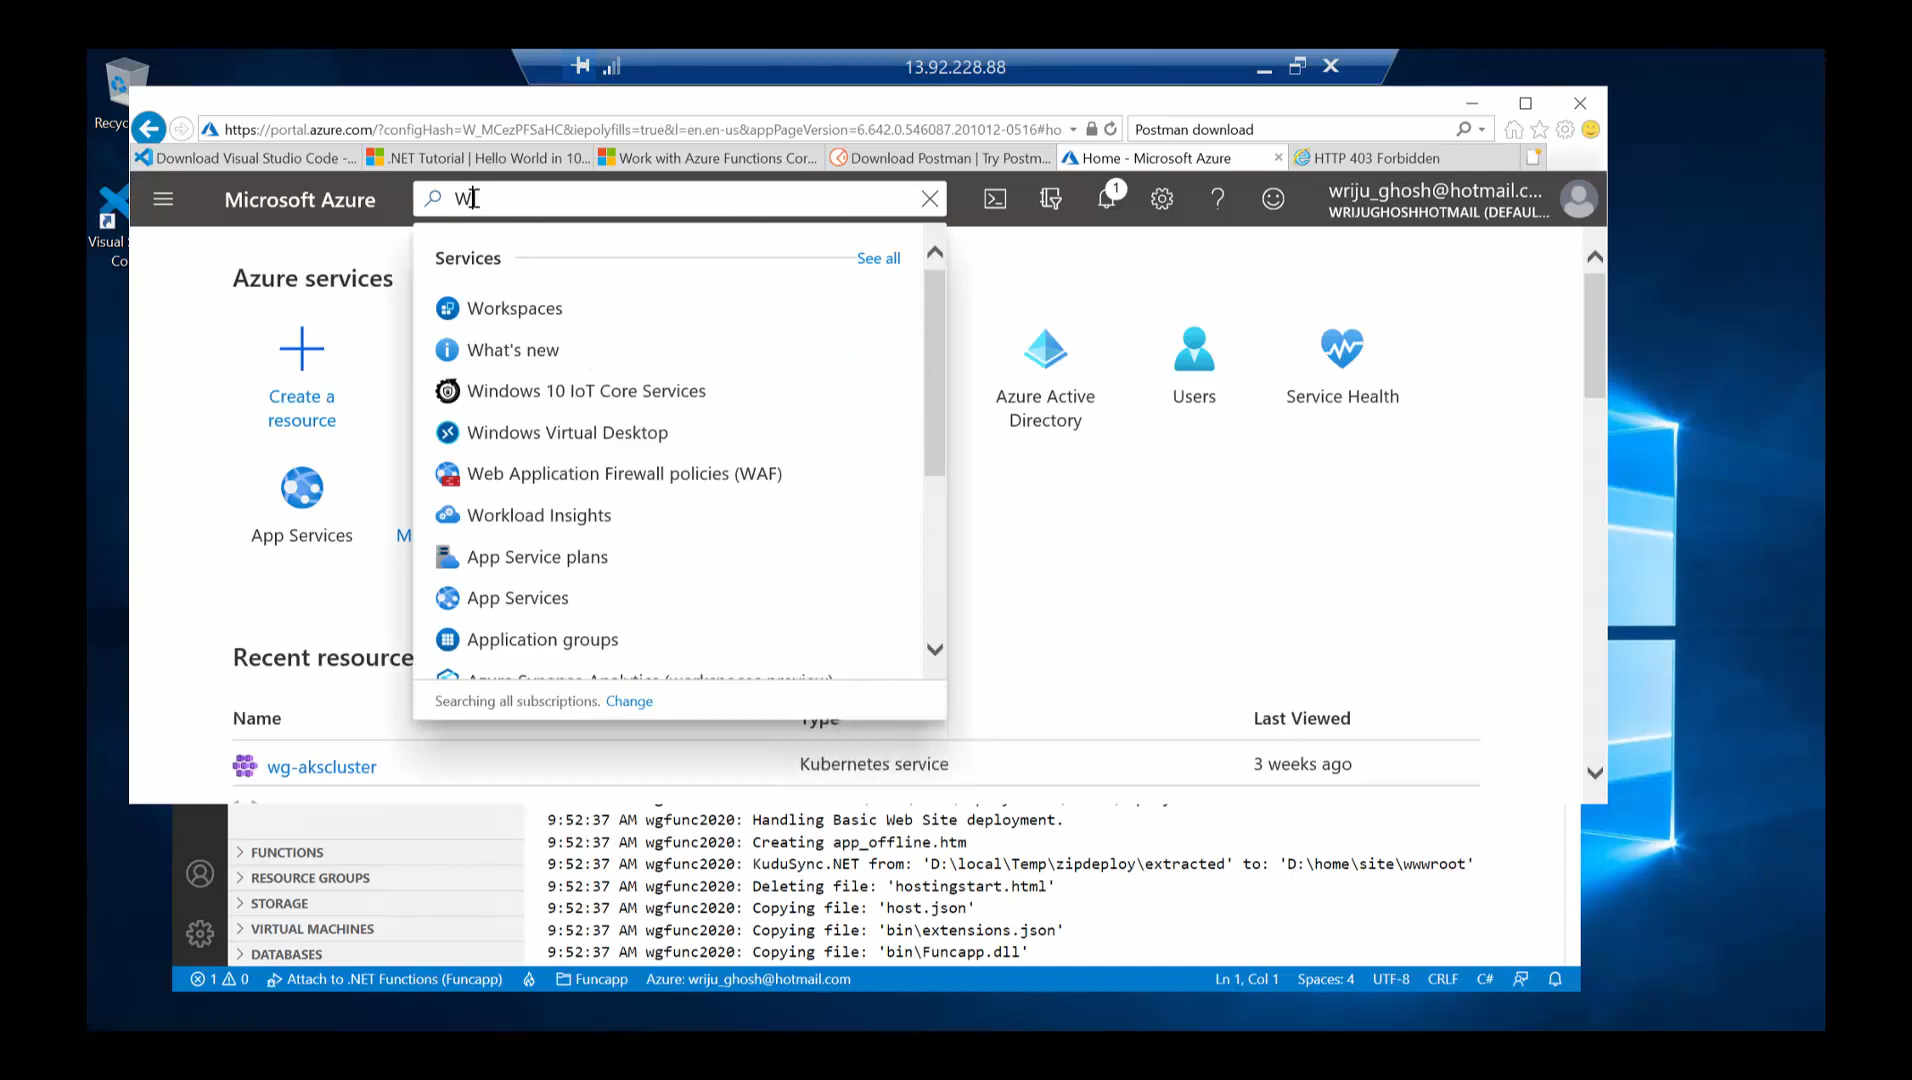 13.92.228.88
Recyc
https://portal.azure.com/?configHash=W_MCezPFSaHC&iepolyfills=true&l=en.en-us&appPageVersion=6.642.0.546087.201012-0516#ho
Postman download
Download Visual Studio Code -...
.NET Tutorial | Hello World in 10...
Work with Azure Functions Cor...
Download Postman | Try Postm...
Home - Microsoft Azure
HTTP 403 Forbidden
Microsoft Azure
W
1
wriju_ghosh@hotmail.c...
WRIJUGHOSHHOTMAIL (DEFAUL...
Visual
Co
Services
See all
Azure services
Workspaces
What's new
Windows 10 IoT Core Services
Windows Virtual Desktop
Web Application Firewall policies (WAF)
Workload Insights
App Service plans
App Services
Application groups
Searching all subscriptions. Change
Create a
resource
Azure Active
Directory
Users
Service Health
App Services
M
Recent resource
Name
Type
Last Viewed
wg-akscluster
Kubernetes service
3 weeks ago
FUNCTIONS
RESOURCE GROUPS
STORAGE
VIRTUAL MACHINES
DATABASES
9:52:37 AM wgfunc2020: Handling Basic Web Site deployment.
9:52:37 AM wgfunc2020: Creating app_offline.htm
9:52:37 AM wgfunc2020: KuduSync.NET from: 'D:\local\Temp\zipdeploy\extracted' to: 'D:\home\site\wwwroot'
9:52:37 AM wgfunc2020: Deleting file: 'hostingstart.html'
9:52:37 AM wgfunc2020: Copying file: 'host.json'
9:52:37 AM wgfunc2020: Copying file: 'bin\extensions.json'
9:52:37 AM wgfunc2020: Copying file: 'bin\Funcapp.dll'
1 0 Attach to .NET Functions (Funcapp) Funcapp Azure: wriju_ghosh@hotmail.com Ln 1, Col 1 Spaces: 4 UTF-8 CRLF C#